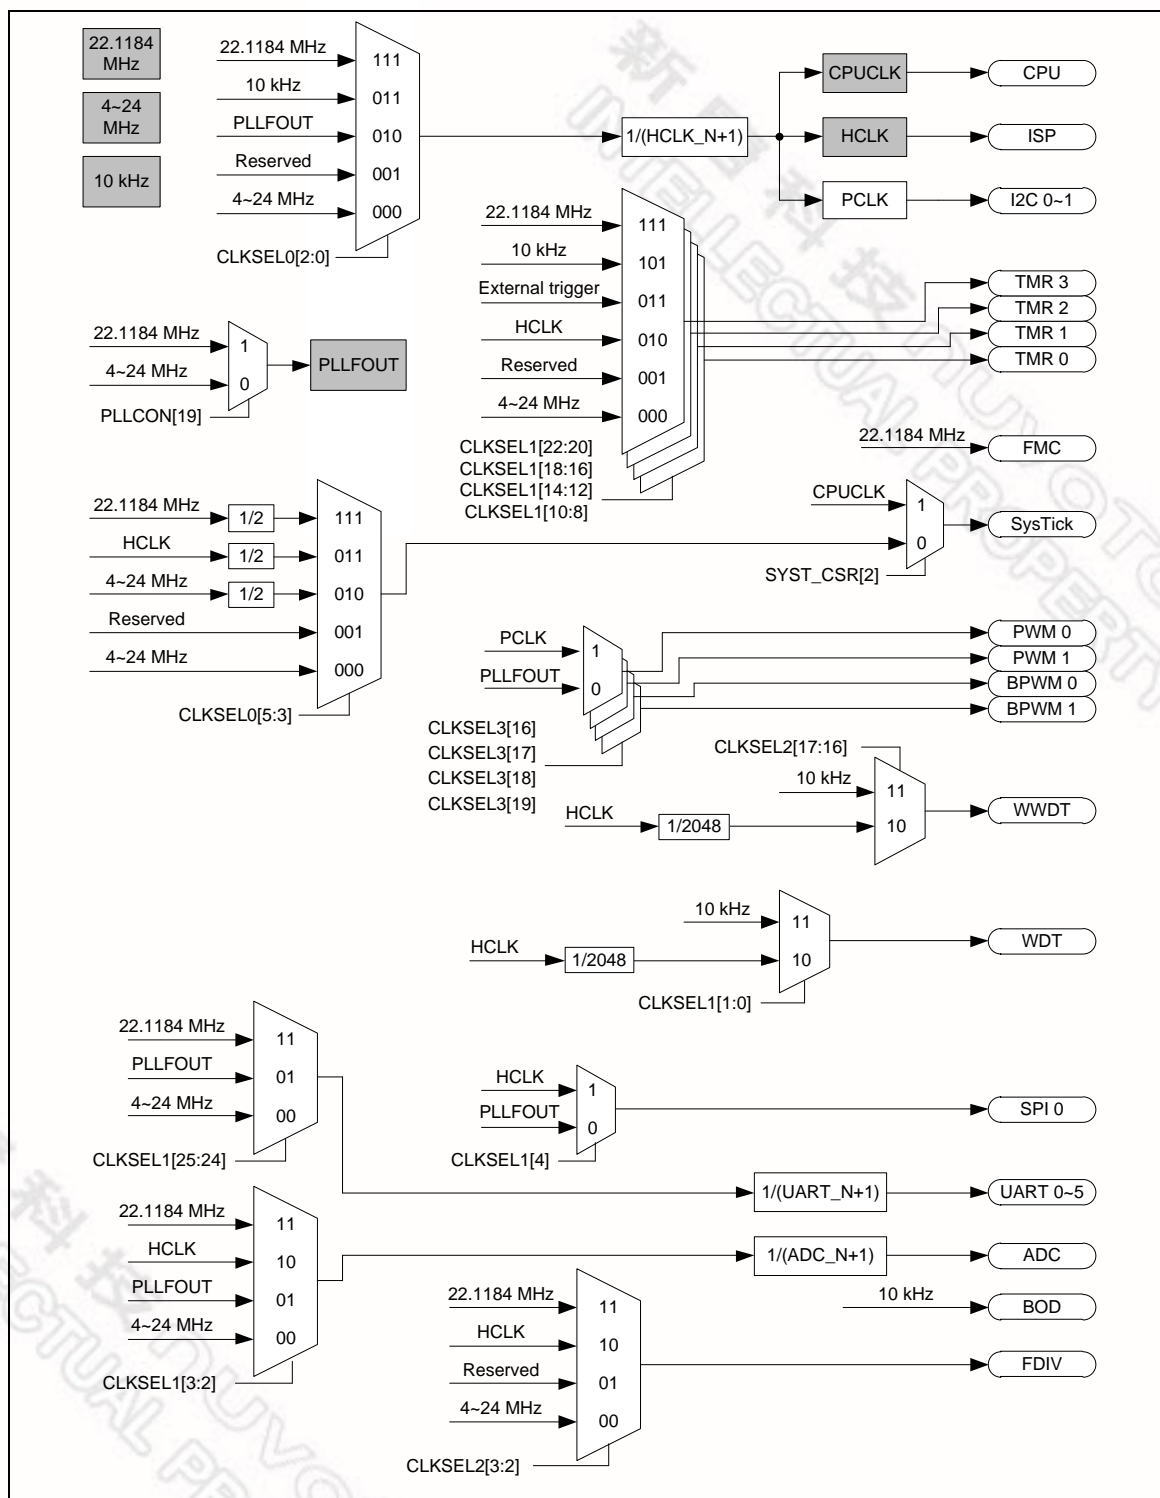 22.1184
MHz
4~24
MHz
10 kHz
22.1184 MHz
10 kHz
PLLFOUT
Reserved
4~24 MHz
111
011
010
001
000
CLKSEL0[2:0]
1/(HCLK_N+1)
CPUCLK
CPU
HCLK
ISP
PCLK
I2C 0~1
22.1184 MHz
10 kHz
External trigger
HCLK
Reserved
4~24 MHz
111
101
011
010
001
000
CLKSEL1[22:20]
CLKSEL1[18:16]
CLKSEL1[14:12]
CLKSEL1[10:8]
TMR 3
TMR 2
TMR 1
TMR 0
22.1184 MHz
4~24 MHz
1
0
PLLCON[19]
PLLFOUT
22.1184 MHz
FMC
22.1184 MHz
1/2
HCLK
1/2
4~24 MHz
1/2
Reserved
4~24 MHz
111
011
010
001
000
CLKSEL0[5:3]
CPUCLK
1
0
SYST_CSR[2]
SysTick
PCLK
PLLFOUT
1
0
CLKSEL3[16]
CLKSEL3[17]
CLKSEL3[18]
CLKSEL3[19]
PWM 0
PWM 1
BPWM 0
BPWM 1
CLKSEL2[17:16]
10 kHz
HCLK
1/2048
11
10
WWDT
10 kHz
HCLK
1/2048
11
10
CLKSEL1[1:0]
WDT
22.1184 MHz
PLLFOUT
4~24 MHz
11
01
00
CLKSEL1[25:24]
HCLK
PLLFOUT
1
0
CLKSEL1[4]
SPI 0
1/(UART_N+1)
UART 0~5
22.1184 MHz
HCLK
PLLFOUT
4~24 MHz
11
10
01
00
CLKSEL1[3:2]
1/(ADC_N+1)
ADC
10 kHz
BOD
22.1184 MHz
HCLK
Reserved
4~24 MHz
11
10
01
00
CLKSEL2[3:2]
FDIV
新唐科技 nuvoTon
INTELLECTUAL PROPERTY
科技 nuvo
LECTUAL PR